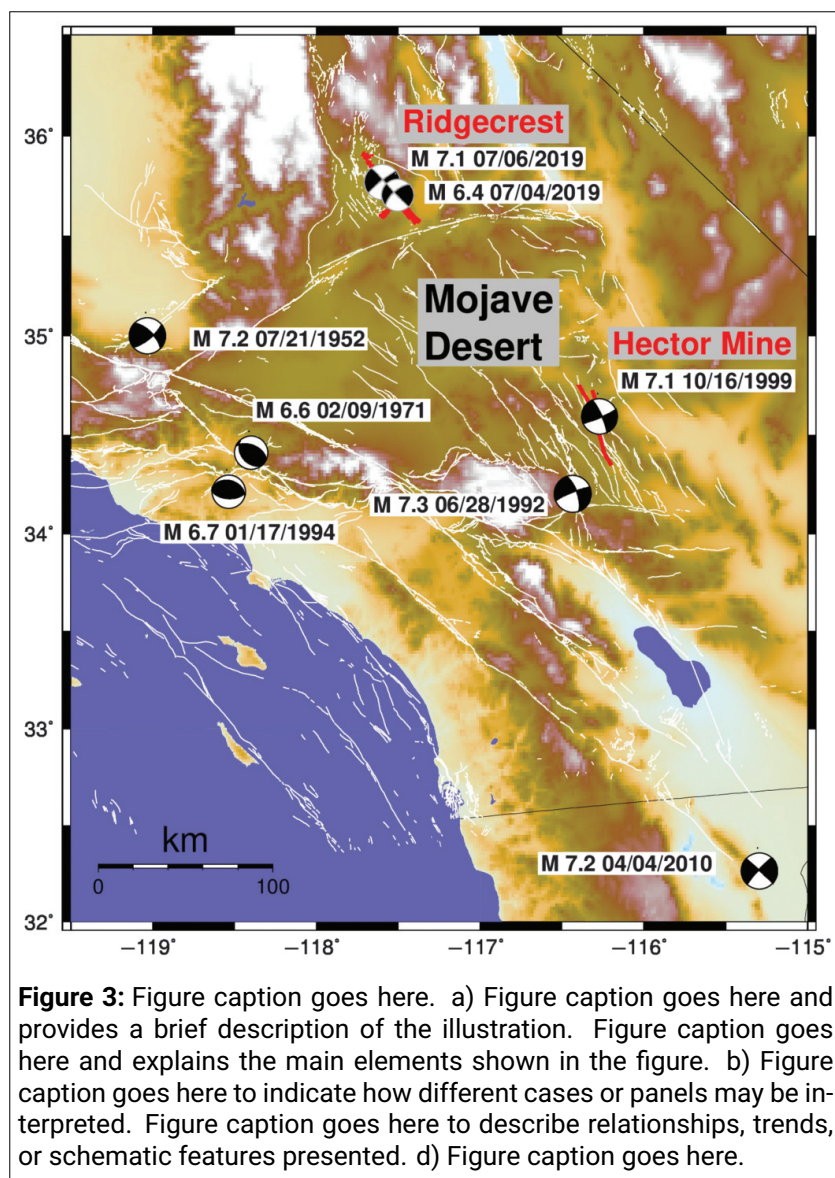 36˚
35˚
34˚
33˚
32˚
Ridgecrest
M 7.1 07/06/2019
M 6.4 07/04/2019
Mojave
Desert
M 7.2 07/21/1952
Hector Mine
M 7.1 10/16/1999
M 6.6 02/09/1971
M 7.3 06/28/1992
M 6.7 01/17/1994
km
0
100
M 7.2 04/04/2010
−119˚
−118˚
−117˚
−116˚
−115˚
Figure 3: Figure caption goes here. a) Figure caption goes here and
provides a brief description of the illustration. Figure caption goes
here and explains the main elements shown in the figure. b) Figure
caption goes here to indicate how different cases or panels may be in-
terpreted. Figure caption goes here to describe relationships, trends,
or schematic features presented. d) Figure caption goes here.